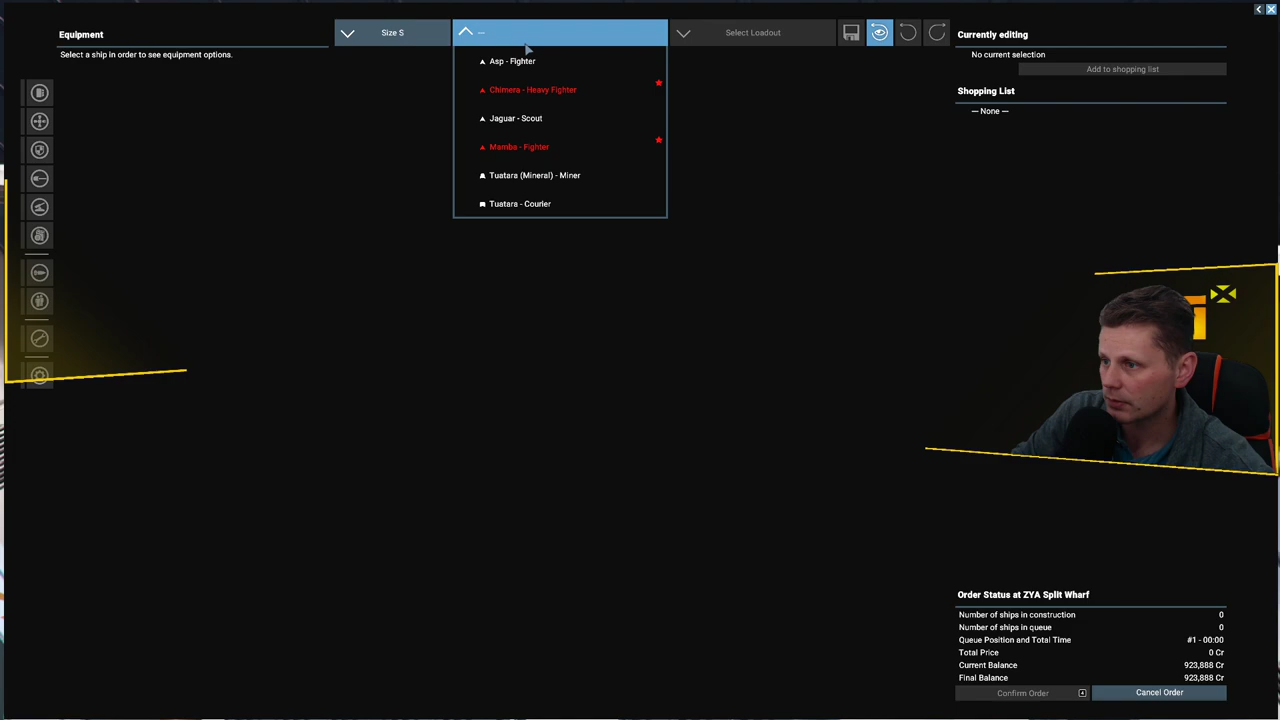 Equipment
Select a ship in order to see equipment options.
Size S
--
Select Loadout
Asp - Fighter
Chimera - Heavy Fighter
Jaguar - Scout
Mamba - Fighter
Tuatara (Mineral) - Miner
Tuatara - Courier
Currently editing
No current selection
Add to shopping list
Shopping List
— None —
Order Status at ZYA Split Wharf
Number of ships in construction 0
Number of ships in queue 0
Queue Position and Total Time #1 - 00:00
Total Price 0 Cr
Current Balance 923,888 Cr
Final Balance 923,888 Cr
Confirm Order
Cancel Order